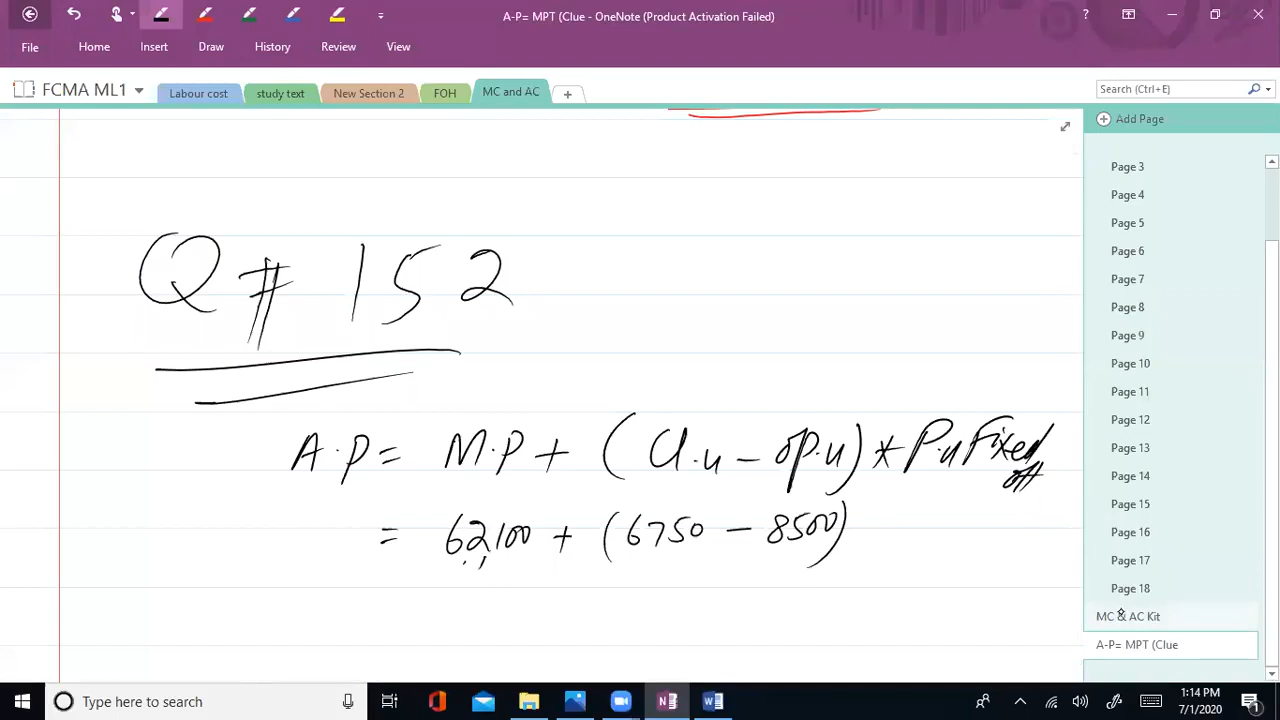 A-P= MPT (Clue - OneNote (Product Activation Failed)
?
File Home Insert Draw History Review View
FCMA ML1
Labour cost
study text
New Section 2
FOH
MC and AC
Search (Ctrl+E)
Add Page
Page 3
Page 4
Page 5
Page 6
Page 7
Page 8
Page 9
Page 10
Page 11
Page 12
Page 13
Page 14
Page 15
Page 16
Page 17
Page 18
MC & AC Kit
A-P= MPT (Clue
Q # 152
A.P = M.P + (Cl.u - op.u) * P.u Fixed
= 62,100 + (6750 - 8500)
Type here to search
1:14 PM
7/1/2020